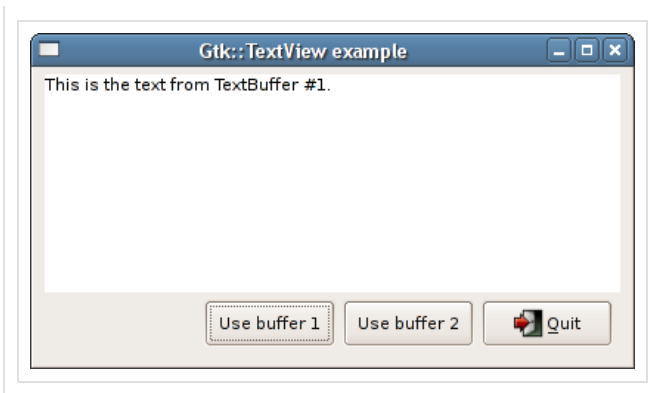 Gtk::TextView example
This is the text from TextBuffer #1.
Use buffer 1 Use buffer 2 Quit